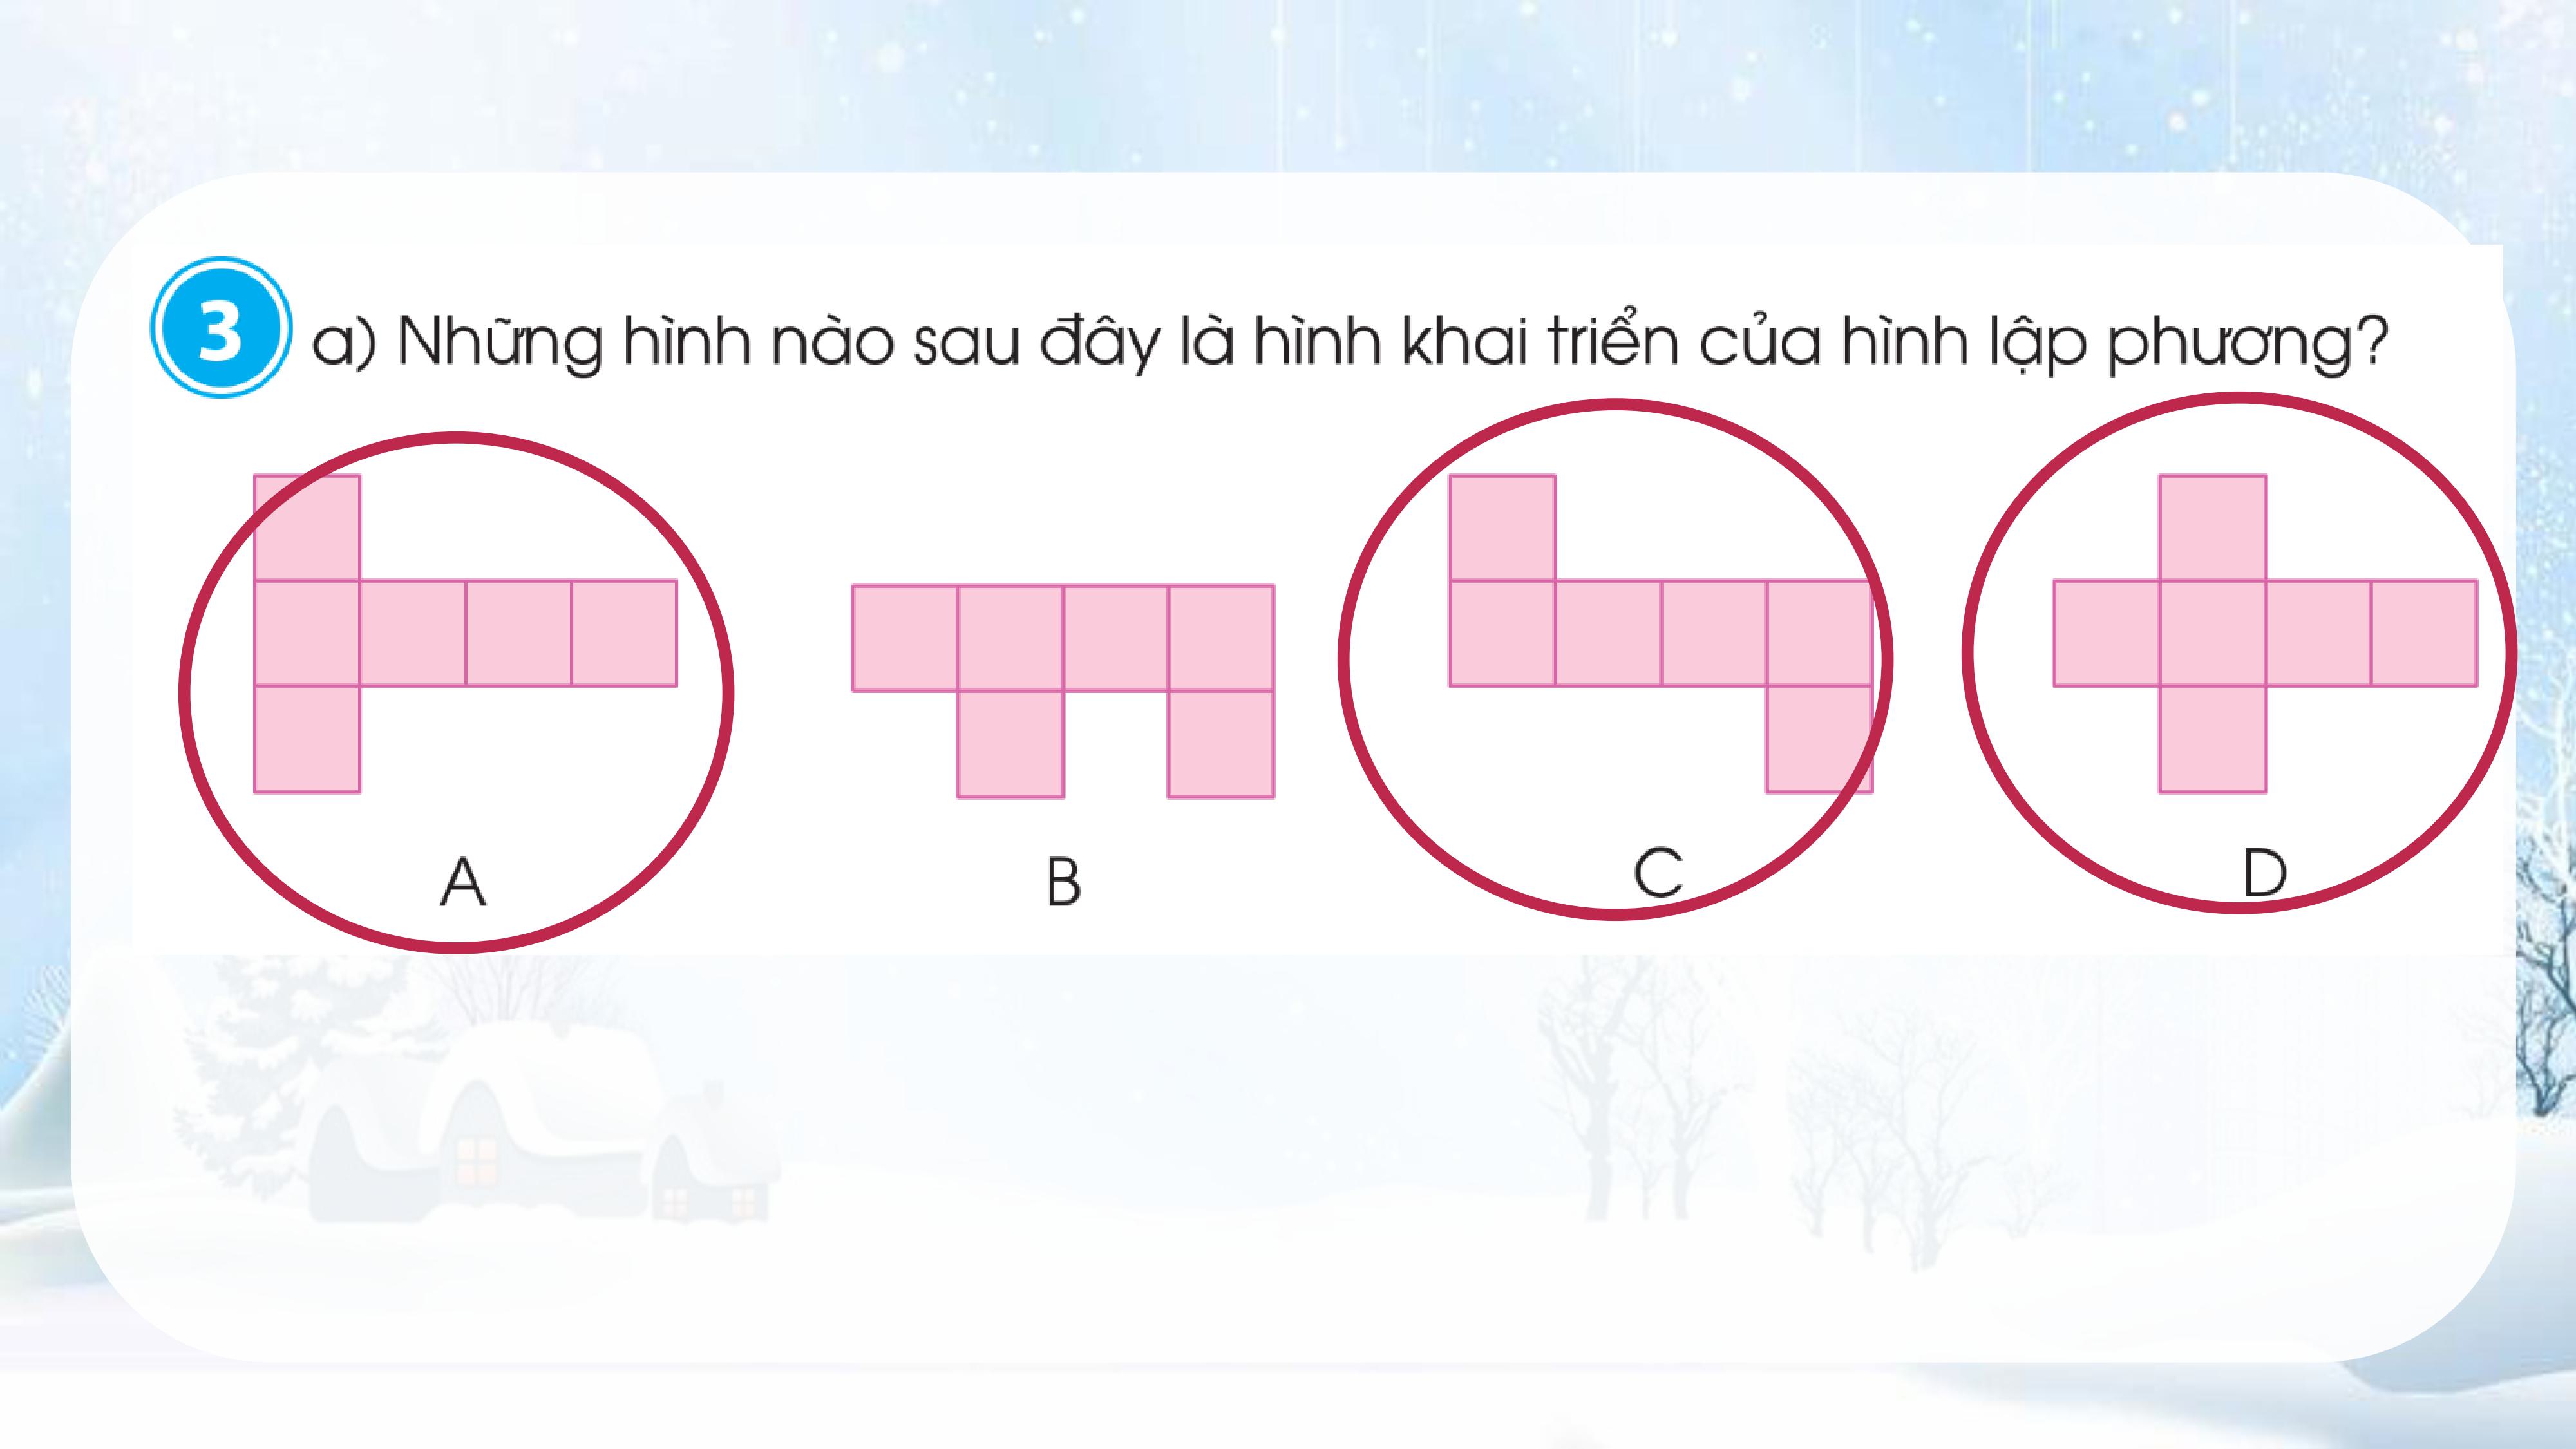 3 a) Những hình nào sau đây là hình khai triển của hình lập phương?
A B C D